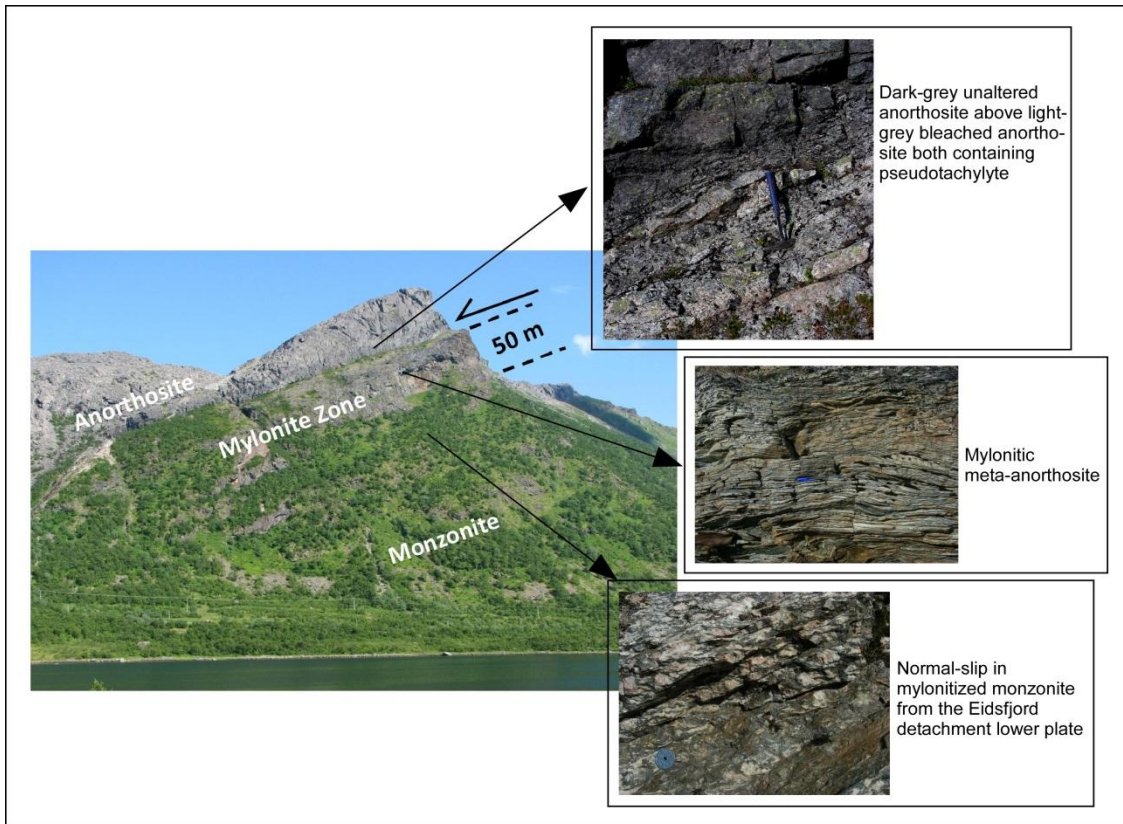 Dark-grey unaltered
anorthosite above light-
grey bleached anortho-
site both containing
pseudotachylyte
50 m
Anorthosite
Mylonite Zone
Monzonite
Mylonitic
meta-anorthosite
Normal-slip in
mylonitized monzonite
from the Eidsfjord
detachment lower plate